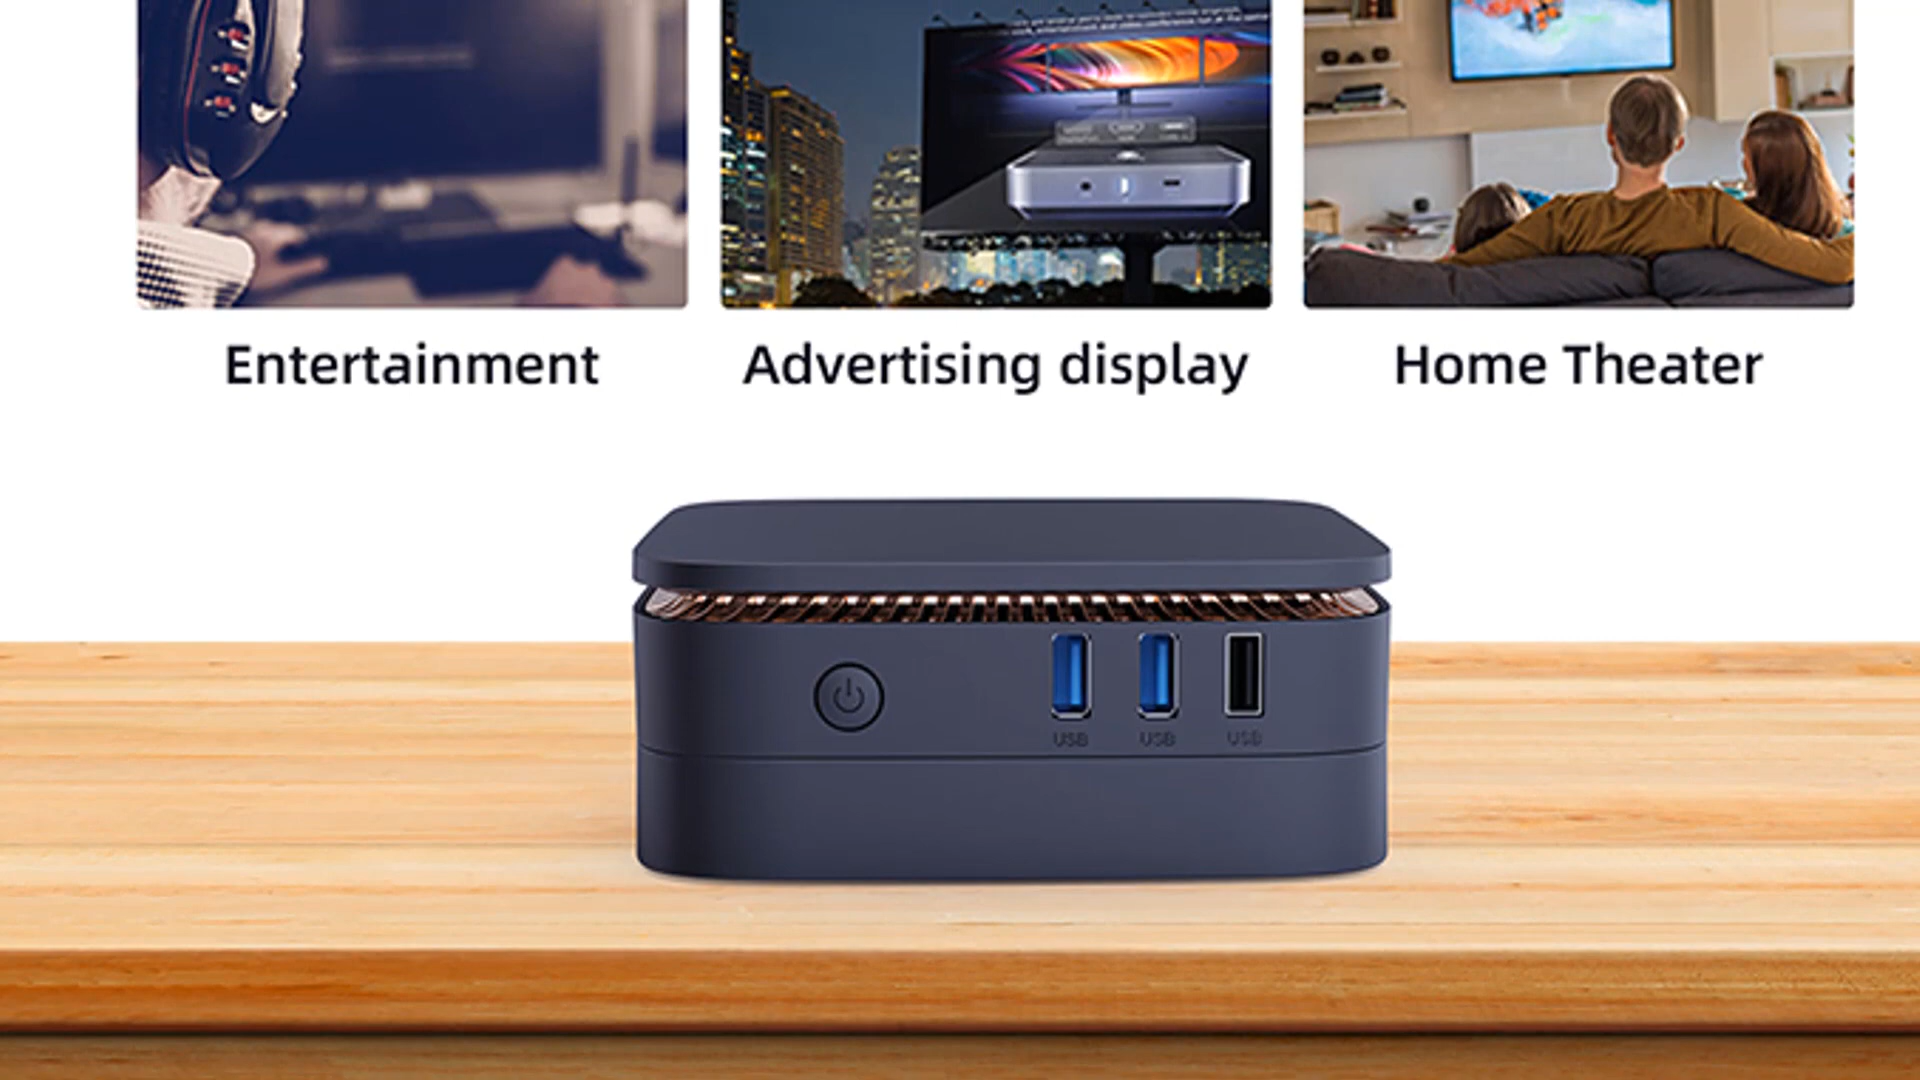 Entertainment
Advertising display
Home Theater
USB
USB
USB